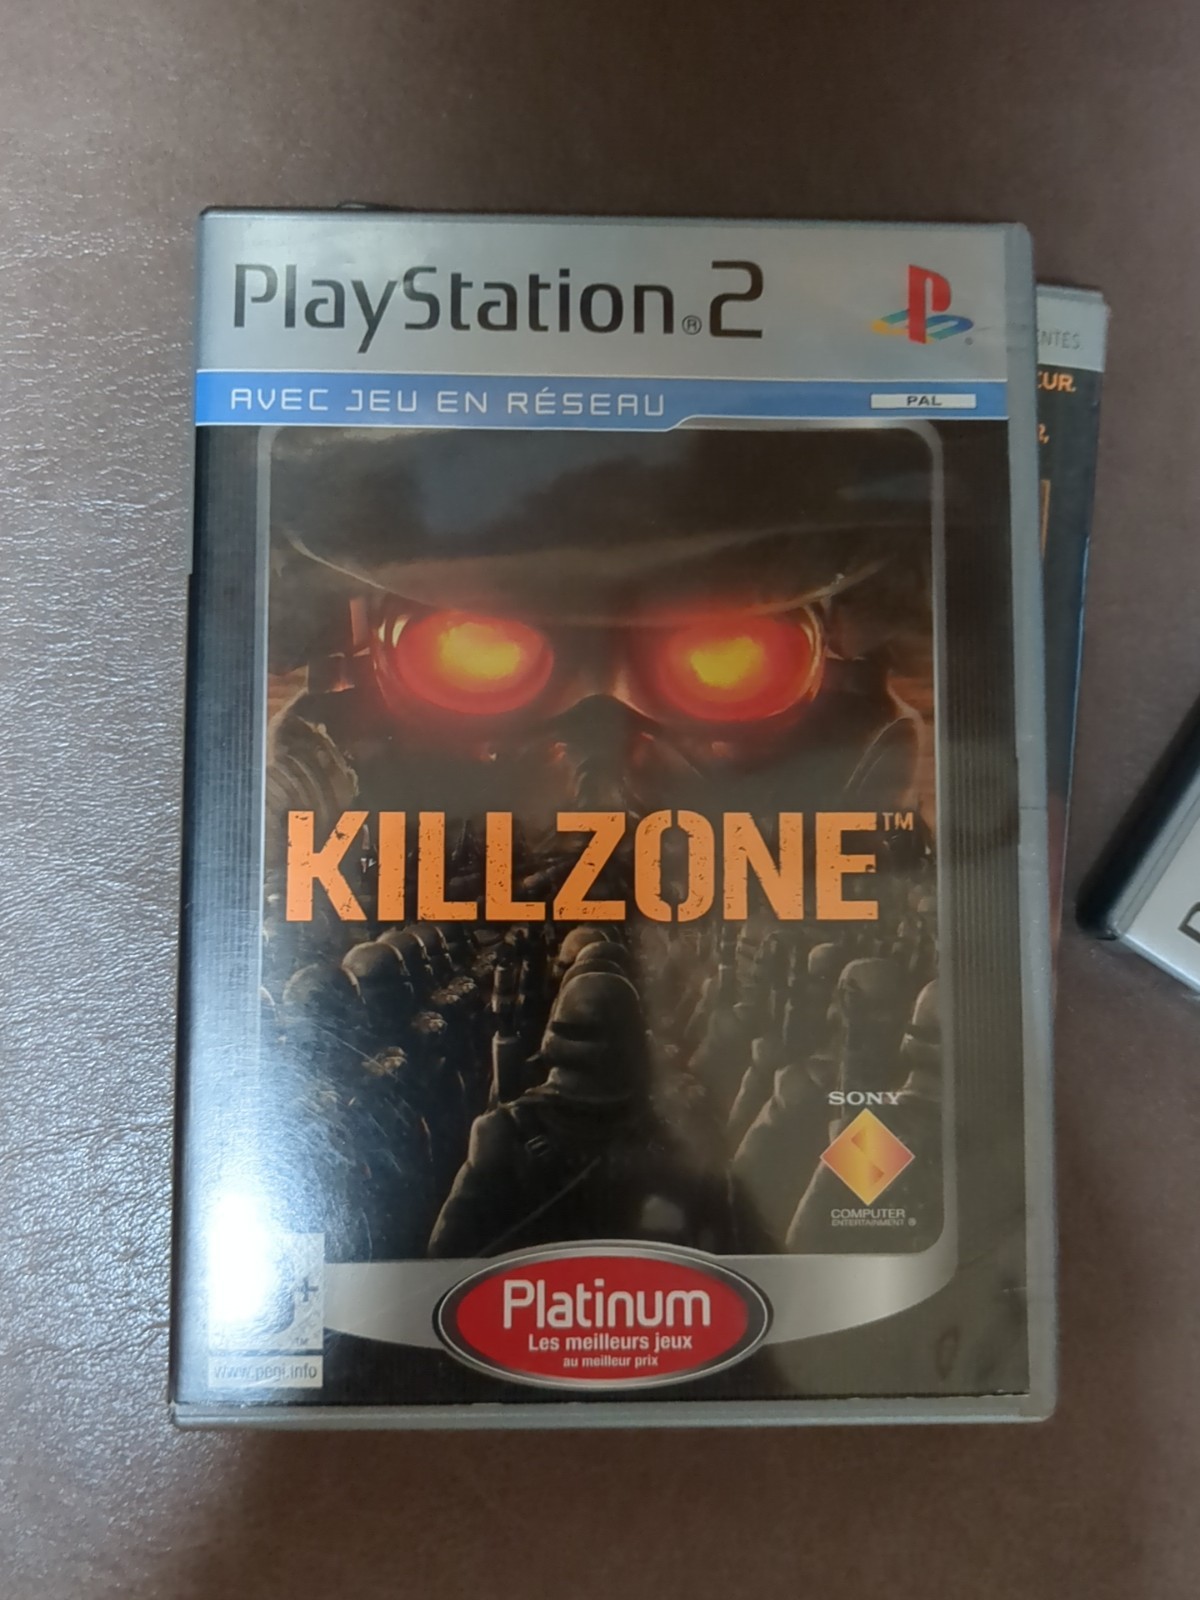 PlayStation®2
AVEC JEU EN RÉSEAU
PAL
ENTES
KILLZONE™
SONY
COMPUTER
ENTERTAINMENT ®
Platinum
Les meilleurs jeux
au meilleur prix
www.pegi.info